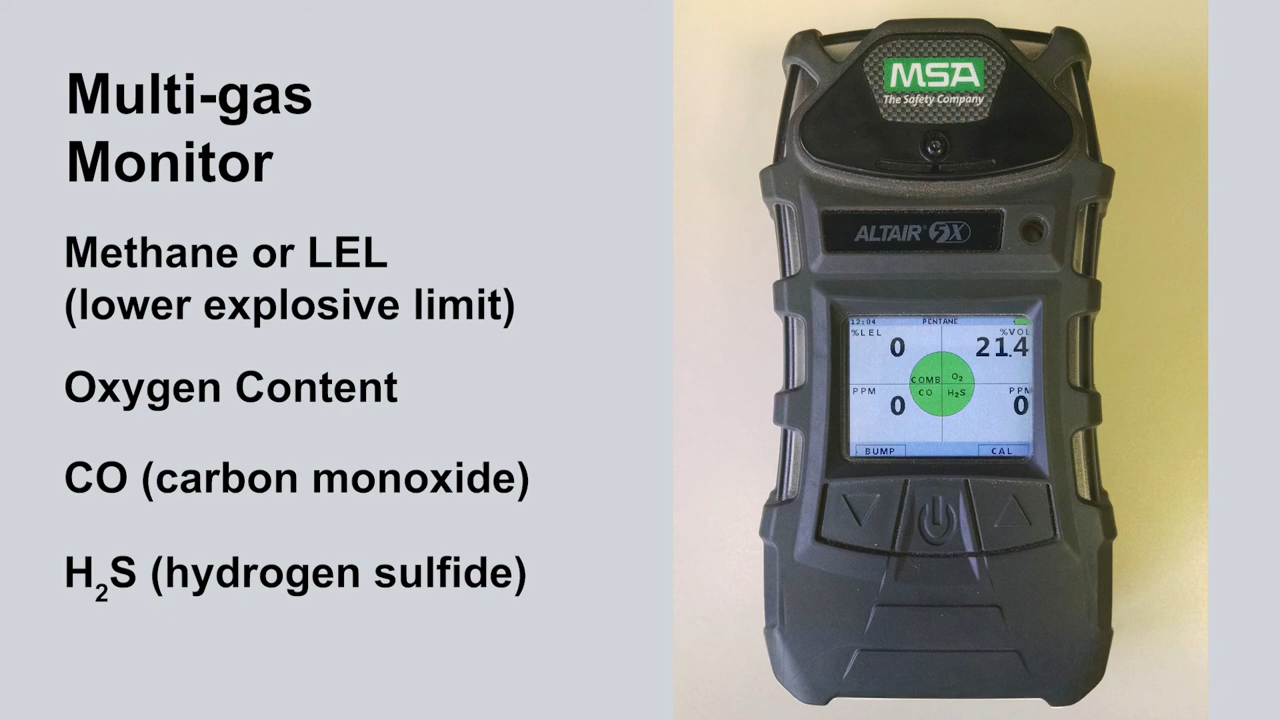 Multi-gas
Monitor
Methane or LEL
(lower explosive limit)
Oxygen Content
CO (carbon monoxide)
H₂S (hydrogen sulfide)
MSA
The Safety Company
ALTAIR® 5X
12:04 PENTANE
%LEL %VOL
0 21.4
COMB O₂
PPM CO H₂S PPM
0 0
BUMP CAL